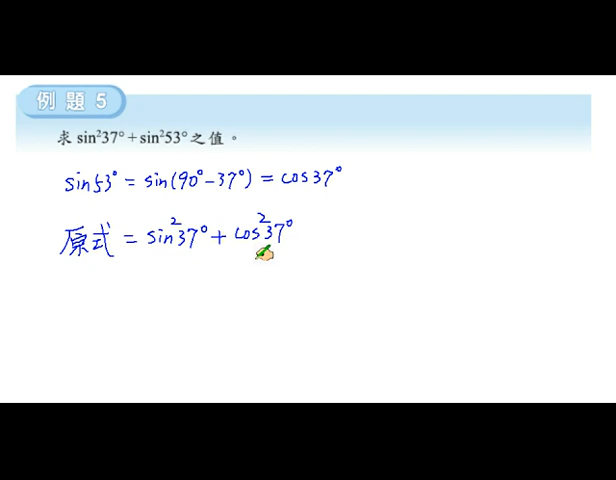 例題 5
求 sin²37° + sin²53° 之值。
sin53° = sin(90° - 37°) = cos37°
原式 = sin²37° + cos²37°